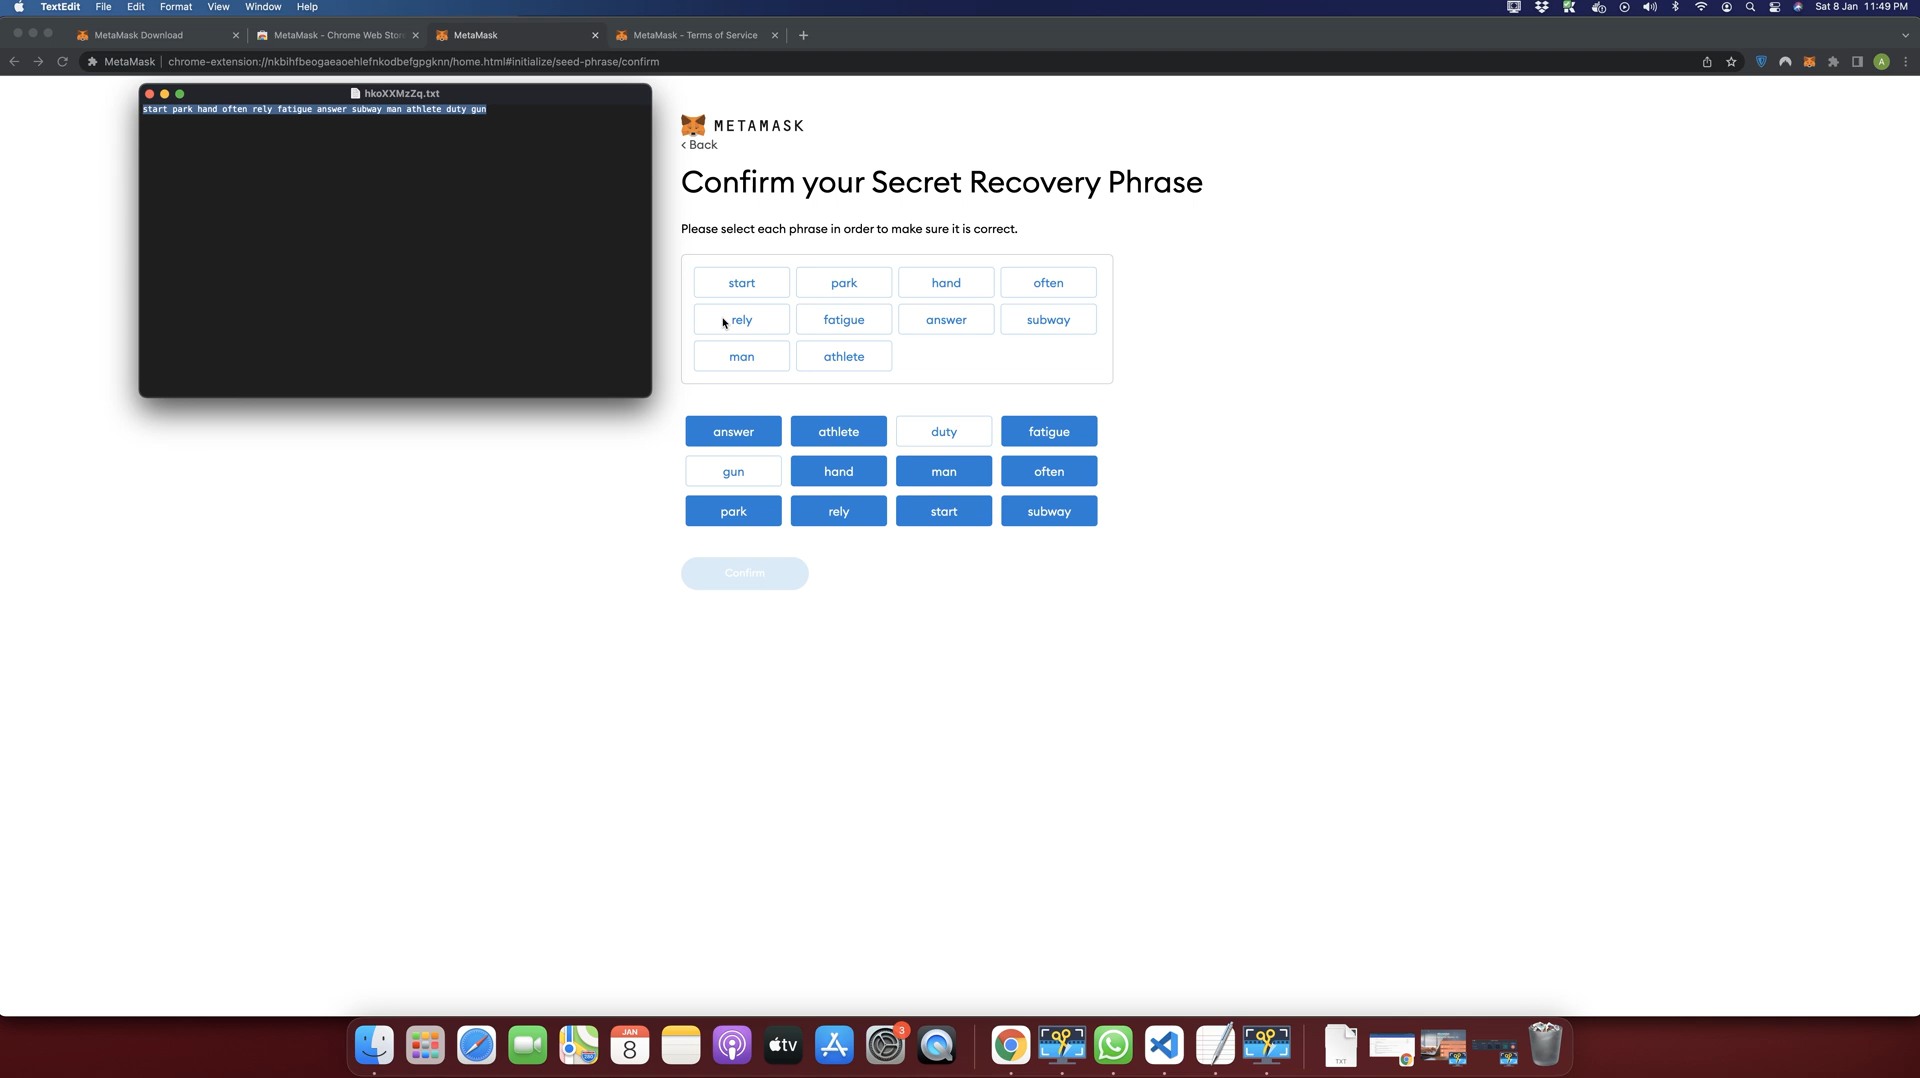 TextEdit File Edit Format View Window Help Sat 8 Jan 11:49 PM
MetaMask Download MetaMask - Chrome Web Stor MetaMask MetaMask - Terms of Service
MetaMask chrome-extension://nkbihfbeogaeaoehlefnkodbefgpgknn/home.html#initialize/seed-phrase/confirm A
hkoXXMzZq.txt
start park hand often rely fatigue answer subway man athlete duty gun
METAMASK
< Back
Confirm your Secret Recovery Phrase
Please select each phrase in order to make sure it is correct.
start park hand often
rely fatigue answer subway
man athlete
answer athlete duty fatigue
gun hand man often
park rely start subway
Confirm
JAN
8
tv
3
TXT